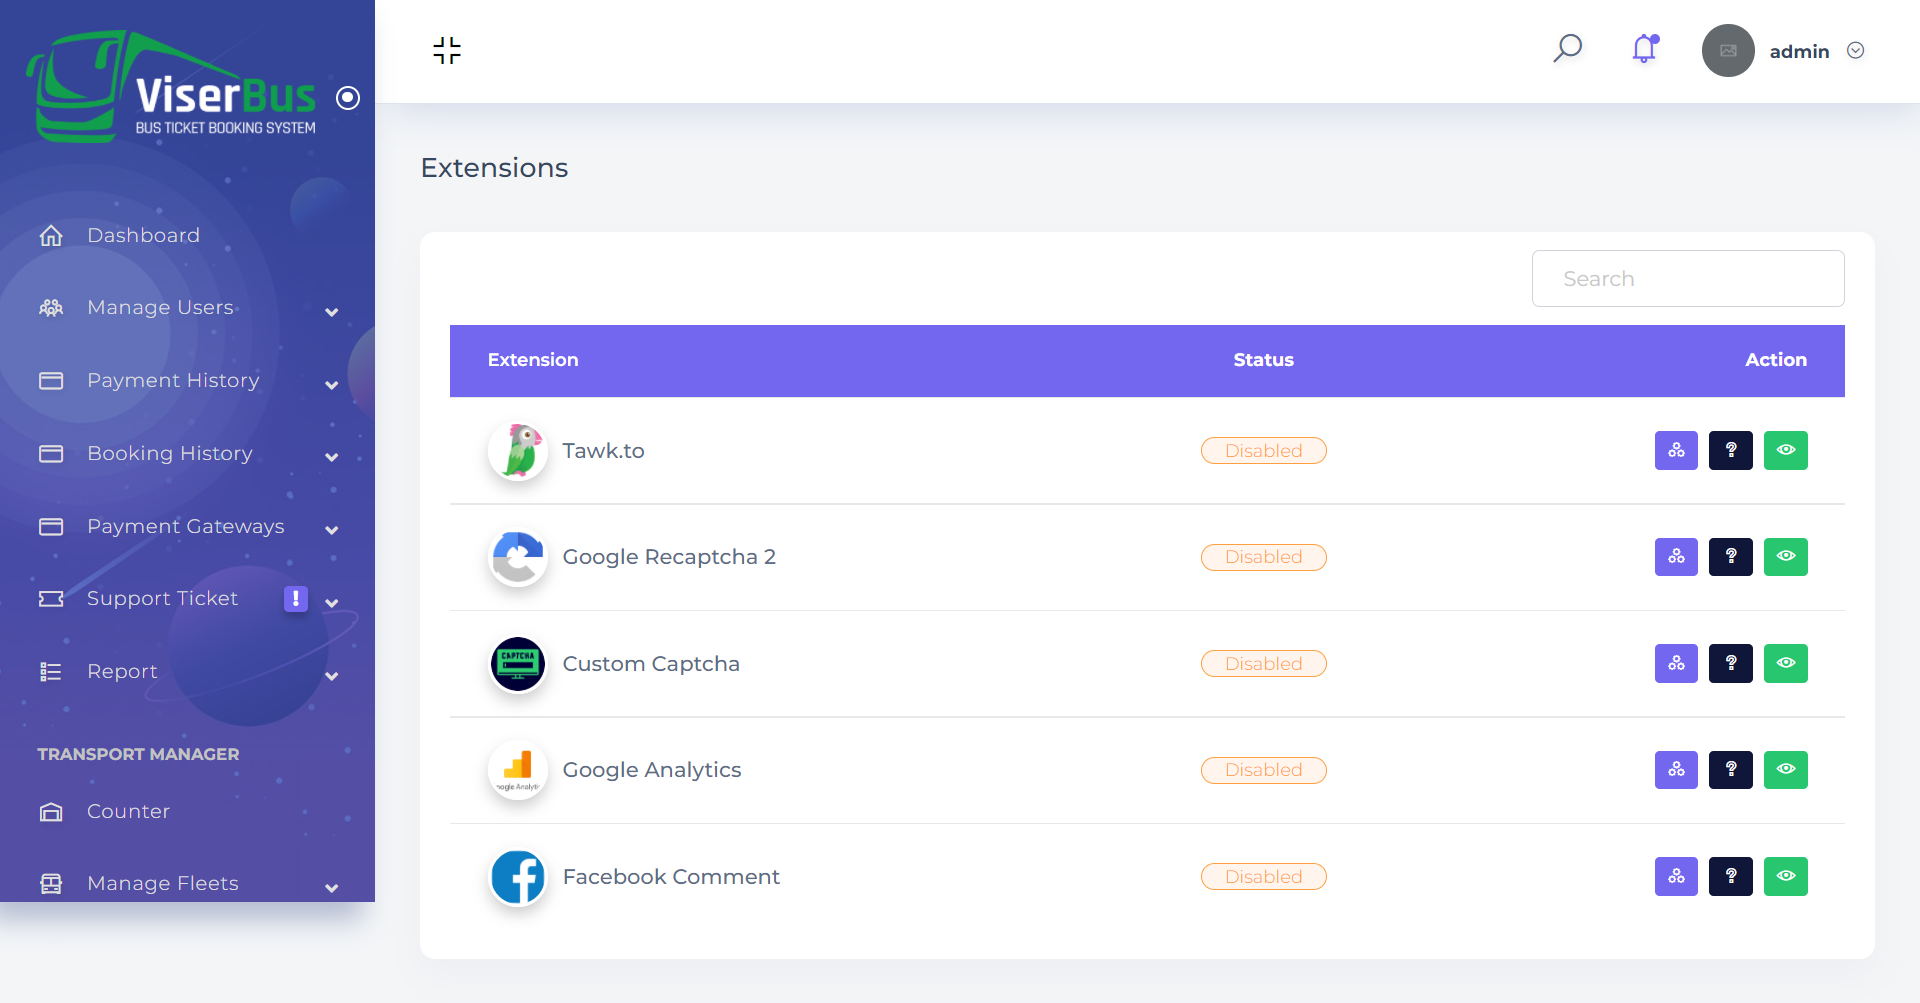 ViserBus
BUS TICKET BOOKING SYSTEM
admin
Extensions
Dashboard
Manage Users
Payment History
Booking History
Payment Gateways
Support Ticket !
Report
TRANSPORT MANAGER
Counter
Manage Fleets
Search
Extension Status Action
Tawk.to Disabled ?
Google Recaptcha 2 Disabled ?
CAPTCHA
Custom Captcha Disabled ?
Google Analytics Disabled ?
Facebook Comment Disabled ?